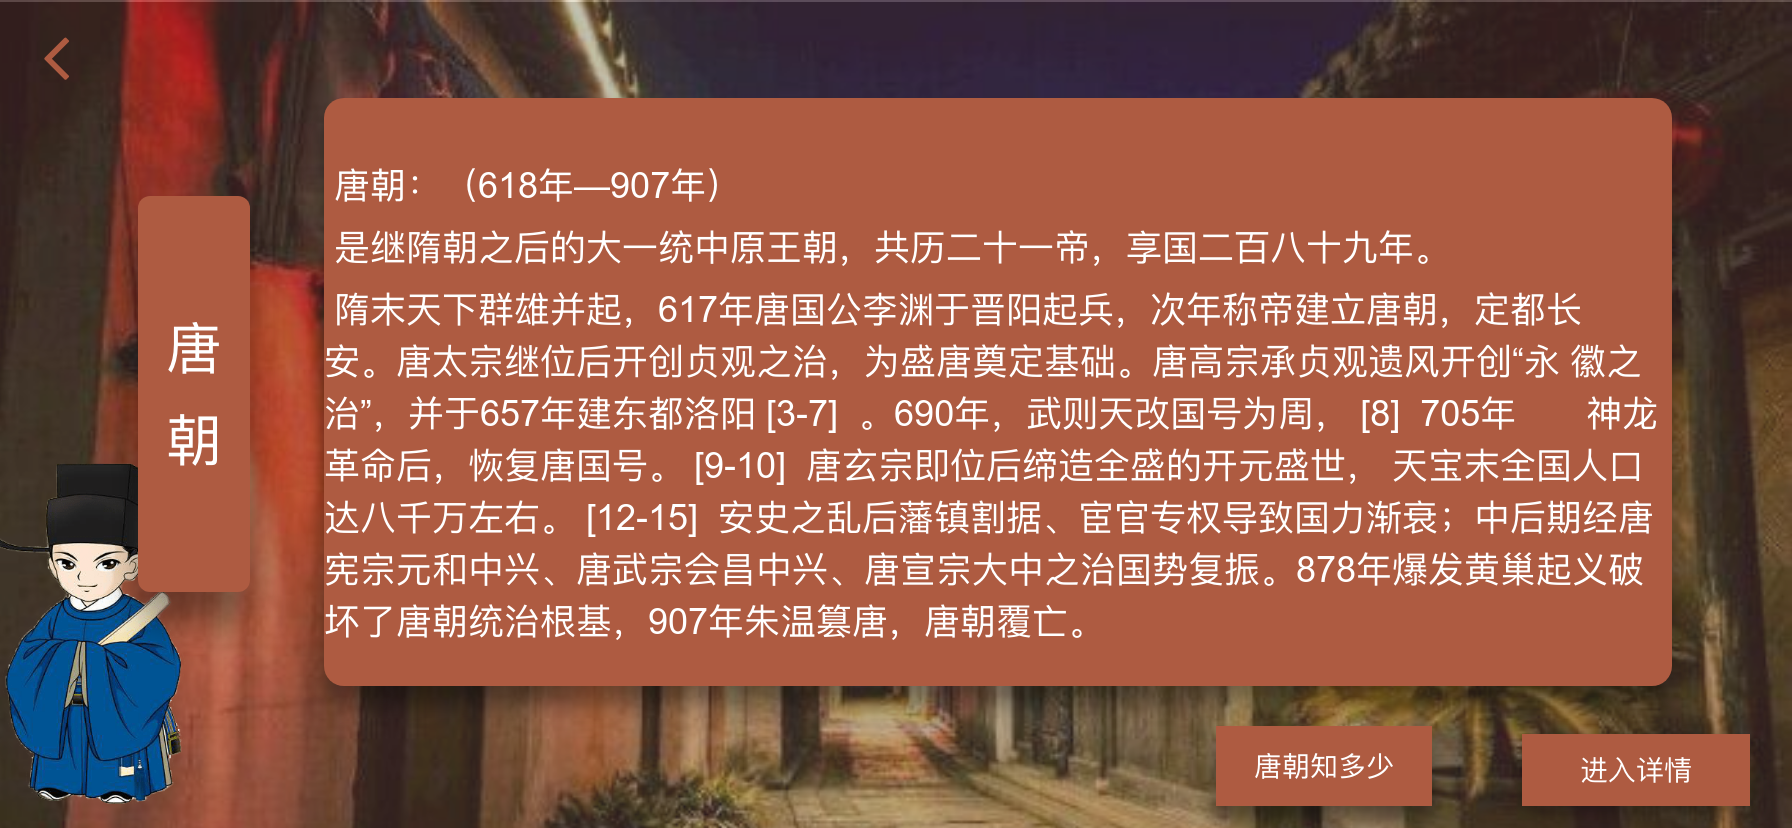 唐朝
唐朝：（618年—907年）
是继隋朝之后的大一统中原王朝，共历二十一帝，享国二百八十九年。
隋末天下群雄并起，617年唐国公李渊于晋阳起兵，次年称帝建立唐朝，定都长
安。唐太宗继位后开创贞观之治，为盛唐奠定基础。唐高宗承贞观遗风开创“永 徽之
治”，并于657年建东都洛阳 [3-7] 。690年，武则天改国号为周， [8] 705年 神龙
革命后，恢复唐国号。 [9-10] 唐玄宗即位后缔造全盛的开元盛世， 天宝末全国人口
达八千万左右。 [12-15] 安史之乱后藩镇割据、宦官专权导致国力渐衰；中后期经唐
宪宗元和中兴、唐武宗会昌中兴、唐宣宗大中之治国势复振。878年爆发黄巢起义破
坏了唐朝统治根基，907年朱温篡唐，唐朝覆亡。
唐朝知多少
进入详情